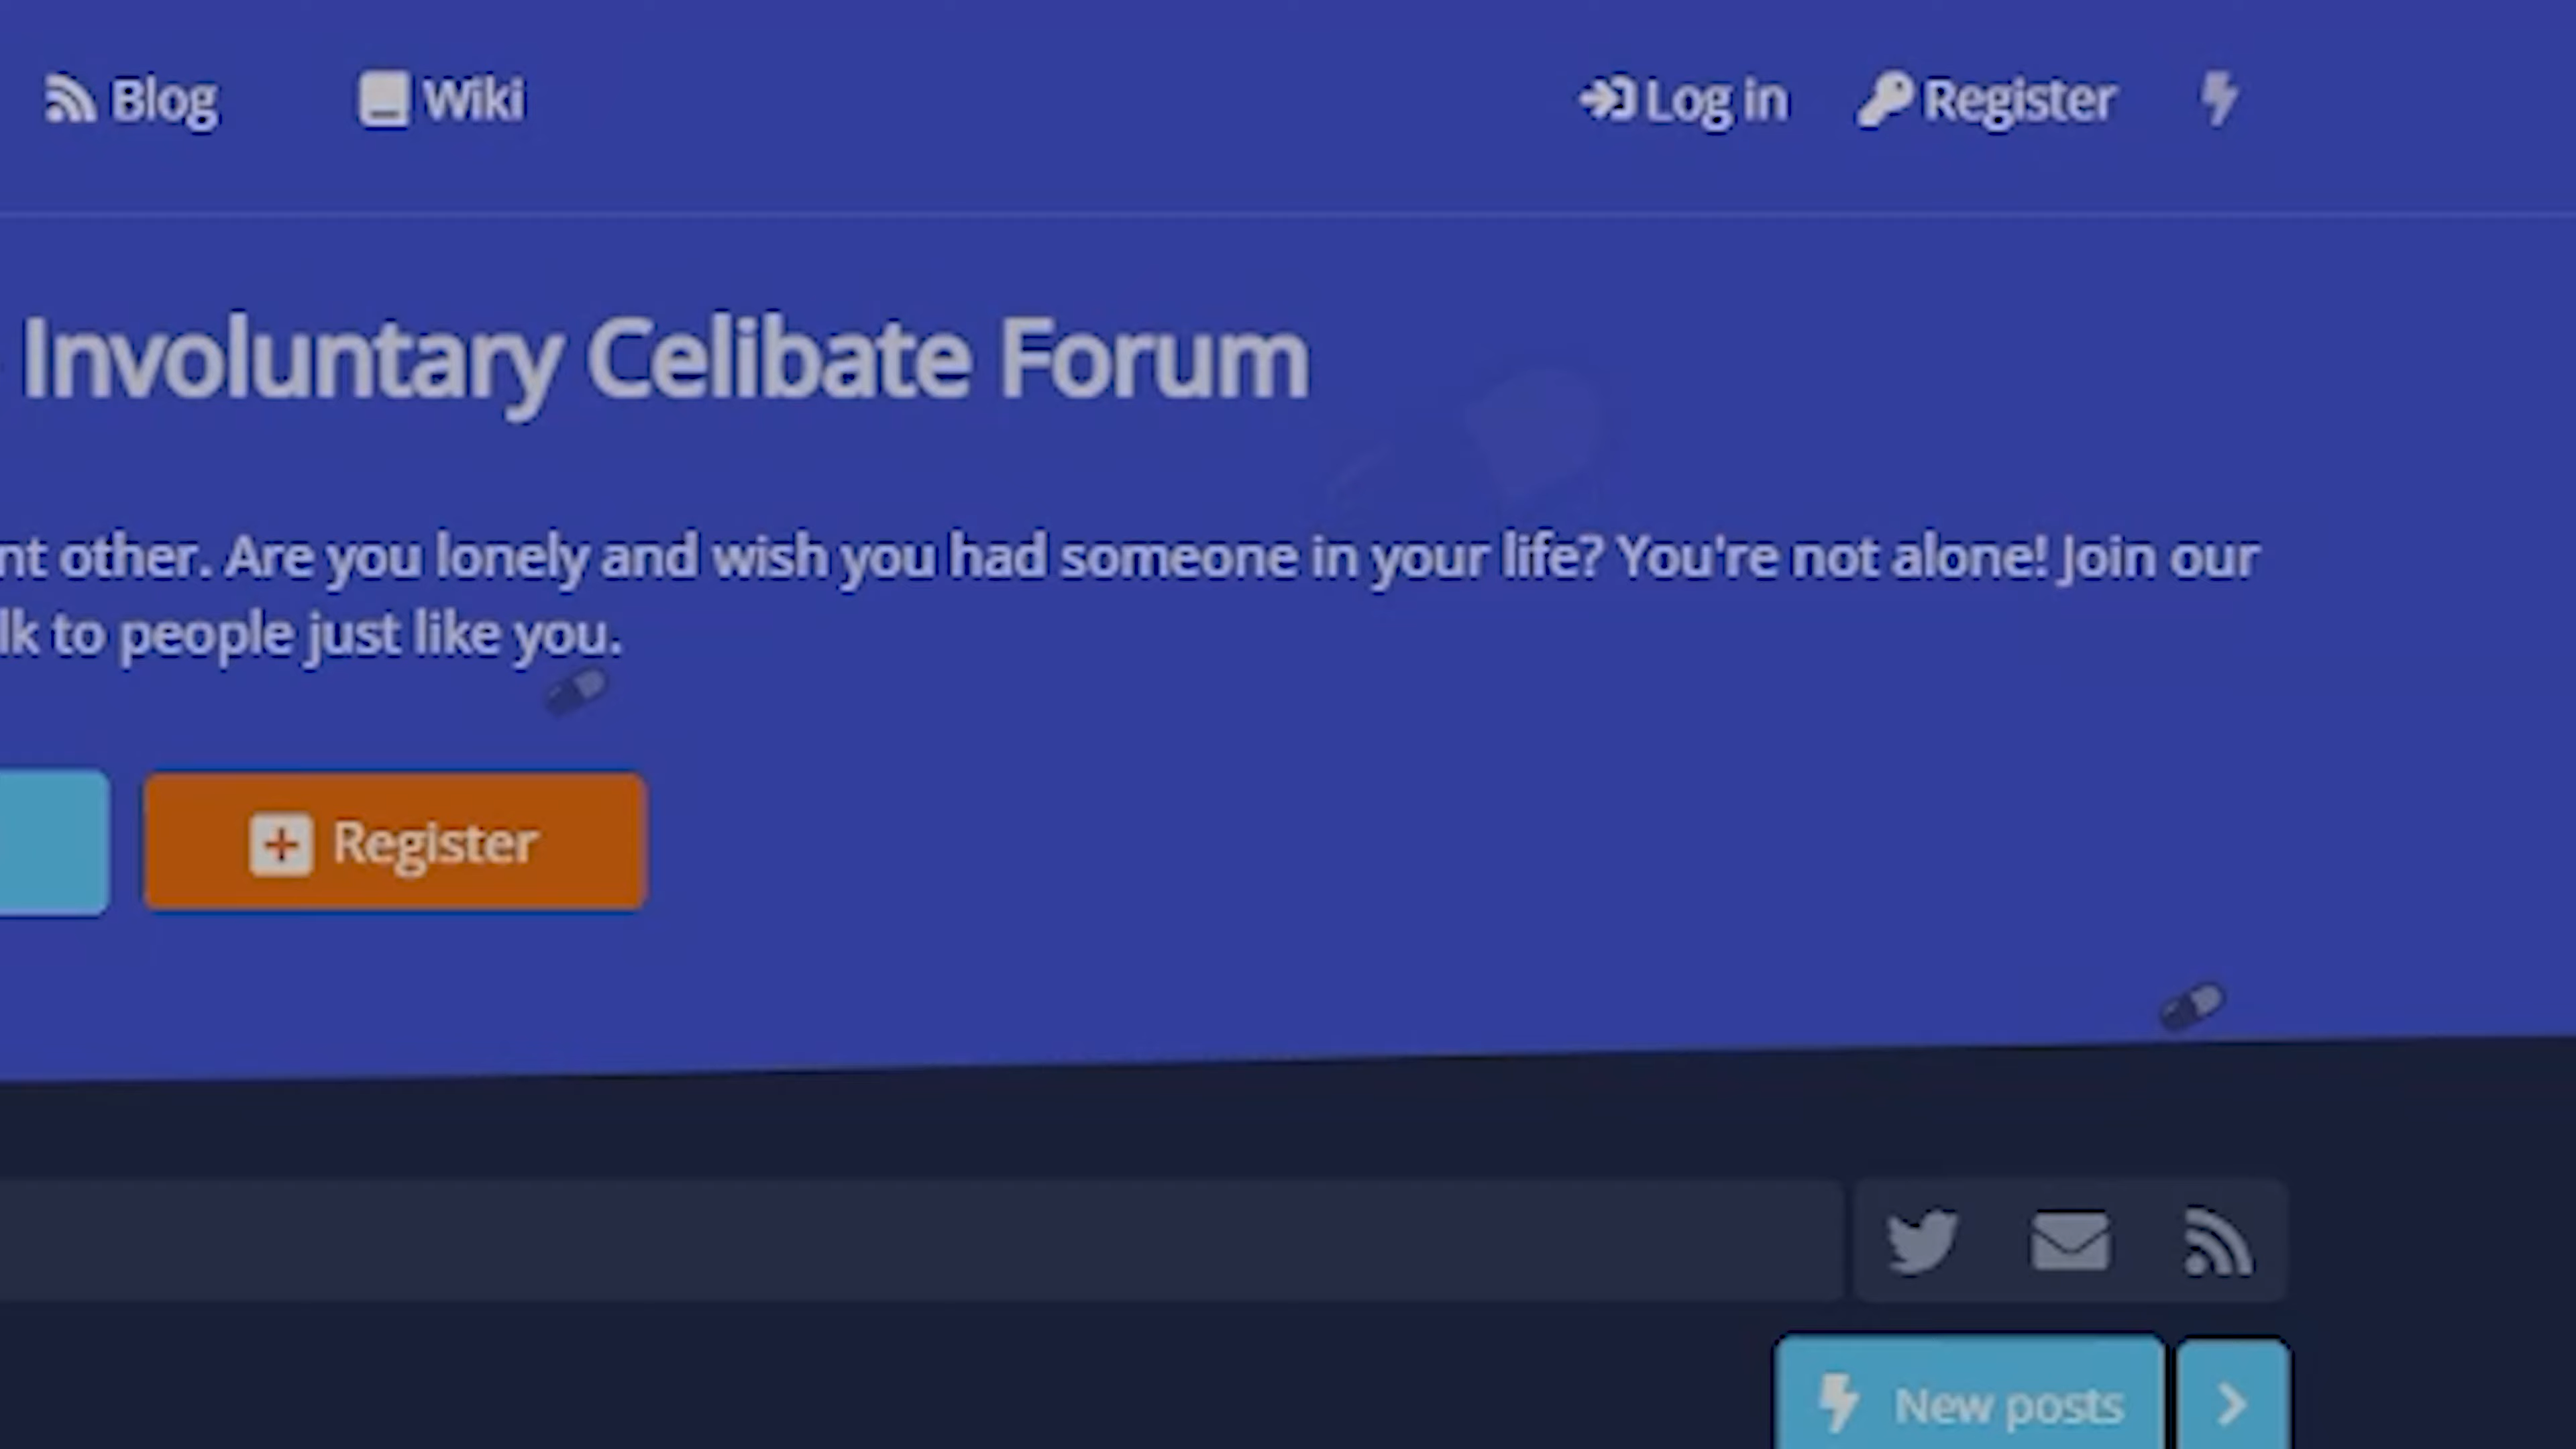 Blog Wiki Log in Register
Involuntary Celibate Forum
nt other. Are you lonely and wish you had someone in your life? You're not alone! Join our
lk to people just like you.
Register
New posts